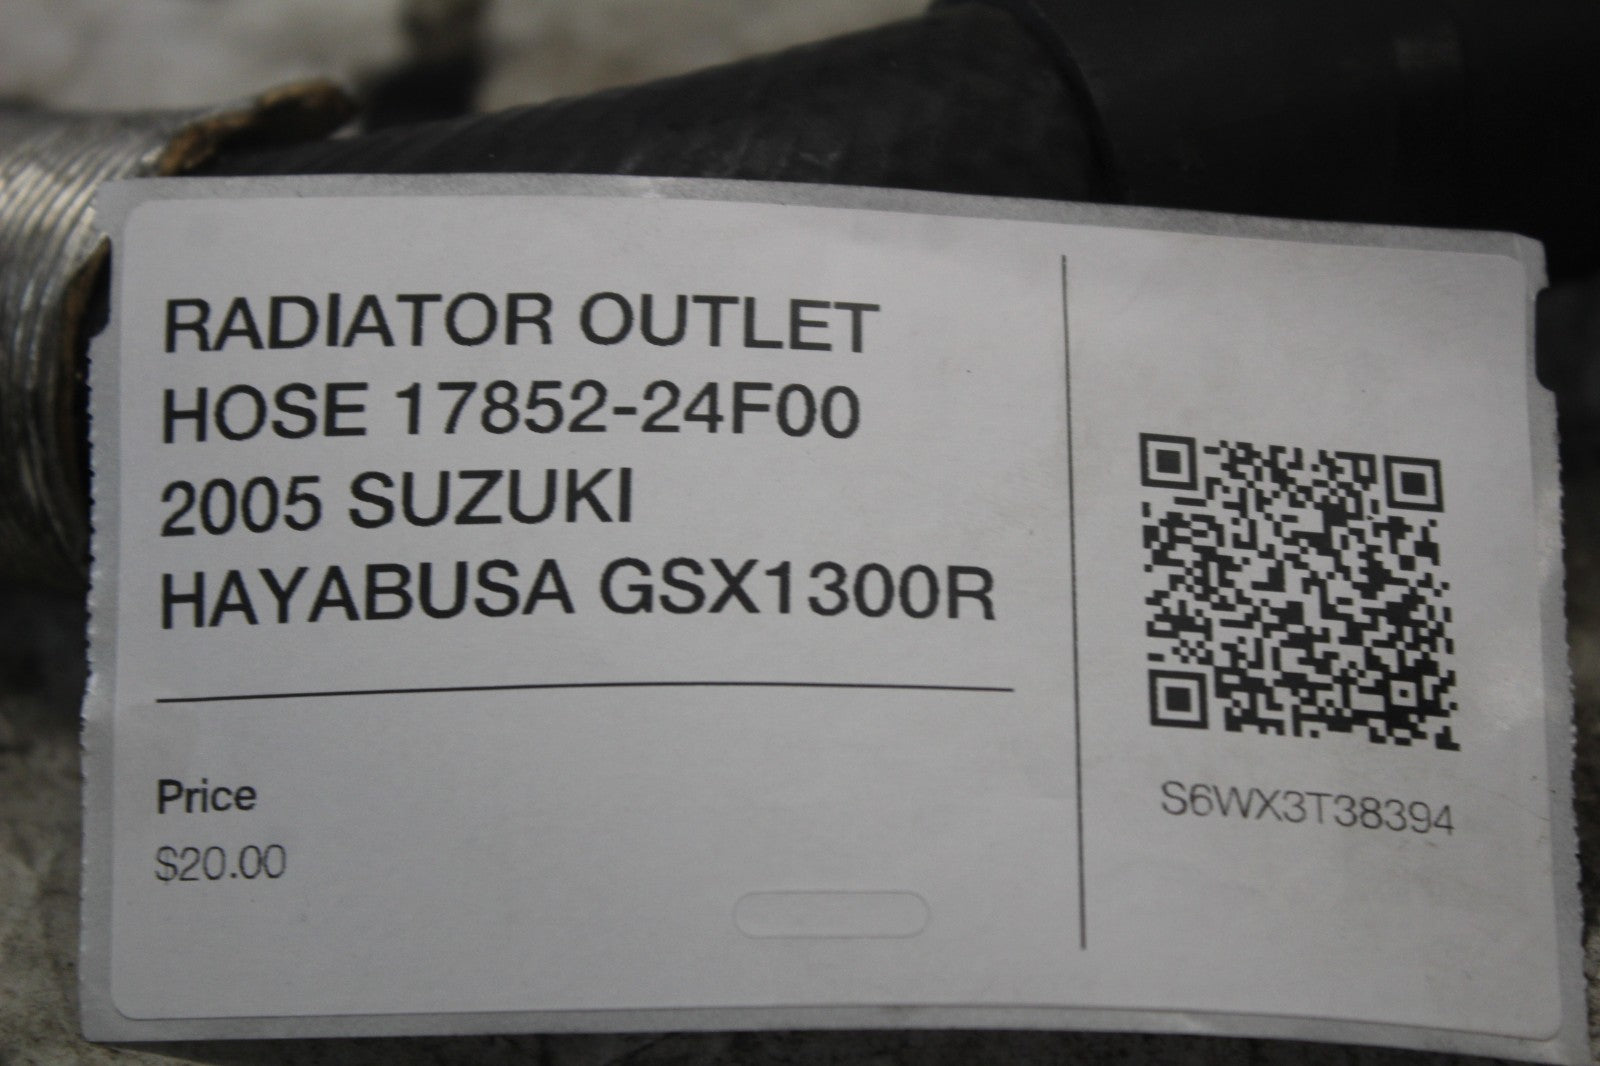 RADIATOR OUTLET
HOSE 17852-24F00
2005 SUZUKI
HAYABUSA GSX1300R
Price
$20.00
S6WX3T38394